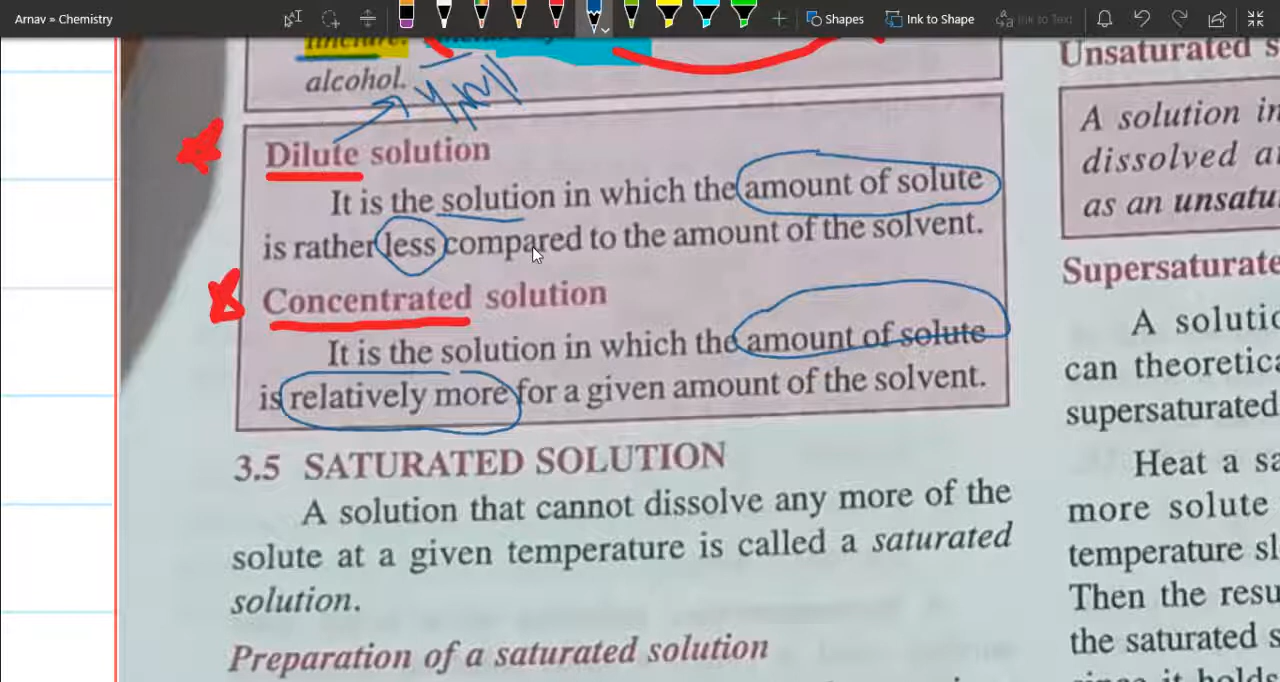 Arnav » Chemistry
Shapes
Ink to Shape
Ink to Text
tincture.
alcohol.
Dilute solution
It is the solution in which the amount of solute
is rather less compared to the amount of the solvent.
Concentrated solution
It is the solution in which the amount of solute
is relatively more for a given amount of the solvent.
3.5 SATURATED SOLUTION
A solution that cannot dissolve any more of the
solute at a given temperature is called a saturated
solution.
Preparation of a saturated solution
Unsaturated s
A solution in
dissolved a
as an unsatu
Supersaturate
A solutio
can theoretica
supersaturated
Heat a sa
more solute
temperature sl
Then the resu
the saturated s
since it holds